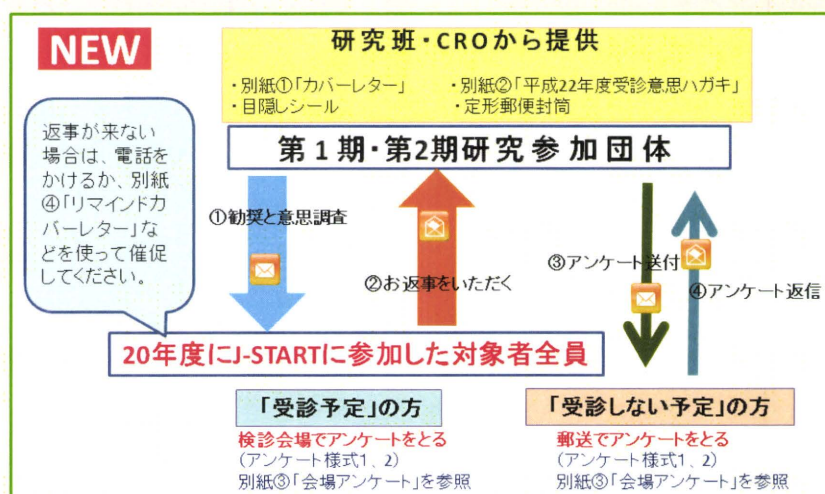 NEW
研究班・CROから提供
・別紙①「カバーレター」 ・別紙②「平成22年度受診意思ハガキ」
・目隠しシール ・定形郵便封筒
第1期・第2期研究参加団体
返事が来ない
場合は、電話を
かけるか、別紙
④「リマインドカ
バーレター」な
どを使って催促
してください。
①勧奨と意思調査
②お返事をいただく
③アンケート送付
④アンケート返信
20年度にJ-STARTに参加した対象者全員
「受診予定」の方
検診会場でアンケートをとる
(アンケート様式1、2)
別紙③「会場アンケート」を参照
「受診しない予定」の方
郵送でアンケートをとる
(アンケート様式1、2)
別紙③「会場アンケート」を参照